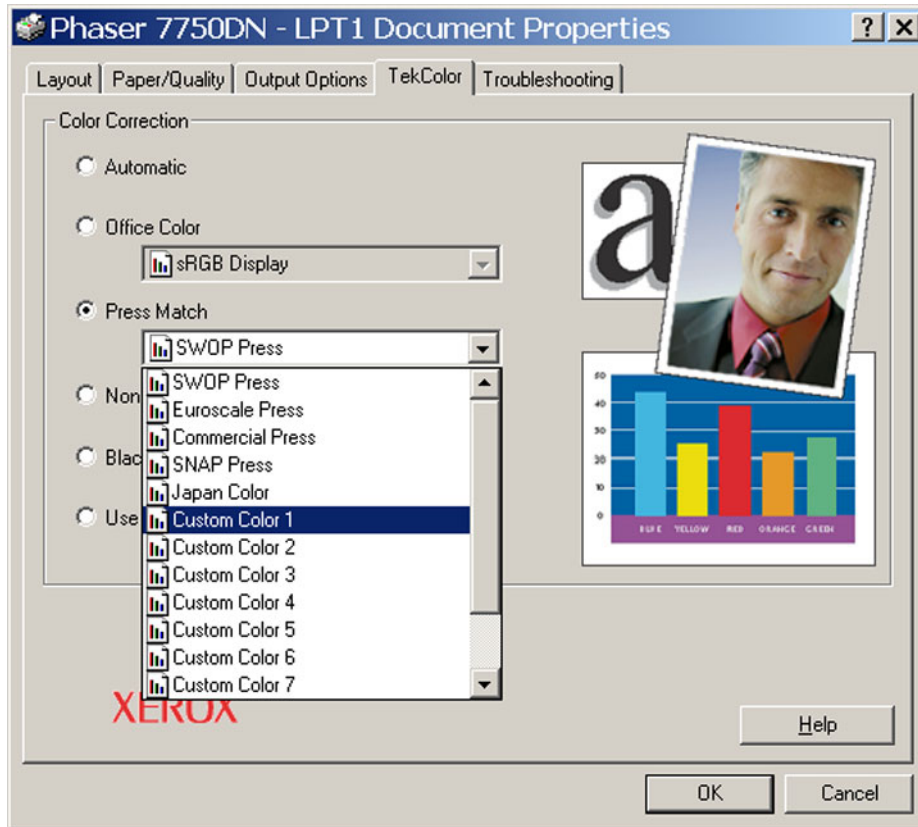 Phaser 7750DN - LPT1 Document Properties
? X
Layout Paper/Quality Output Options TekColor Troubleshooting
Color Correction
Automatic
Office Color
sRGB Display
Press Match
SWOP Press
Non
SWOP Press
Euroscale Press
Commercial Press
Blac
SNAP Press
Japan Color
Use
Custom Color 1
Custom Color 2
Custom Color 3
Custom Color 4
Custom Color 5
Custom Color 6
Custom Color 7
a
50
40
30
20
10
0
BLUE YELLOW RED ORANGE GREEN
XEROX
Help
OK Cancel